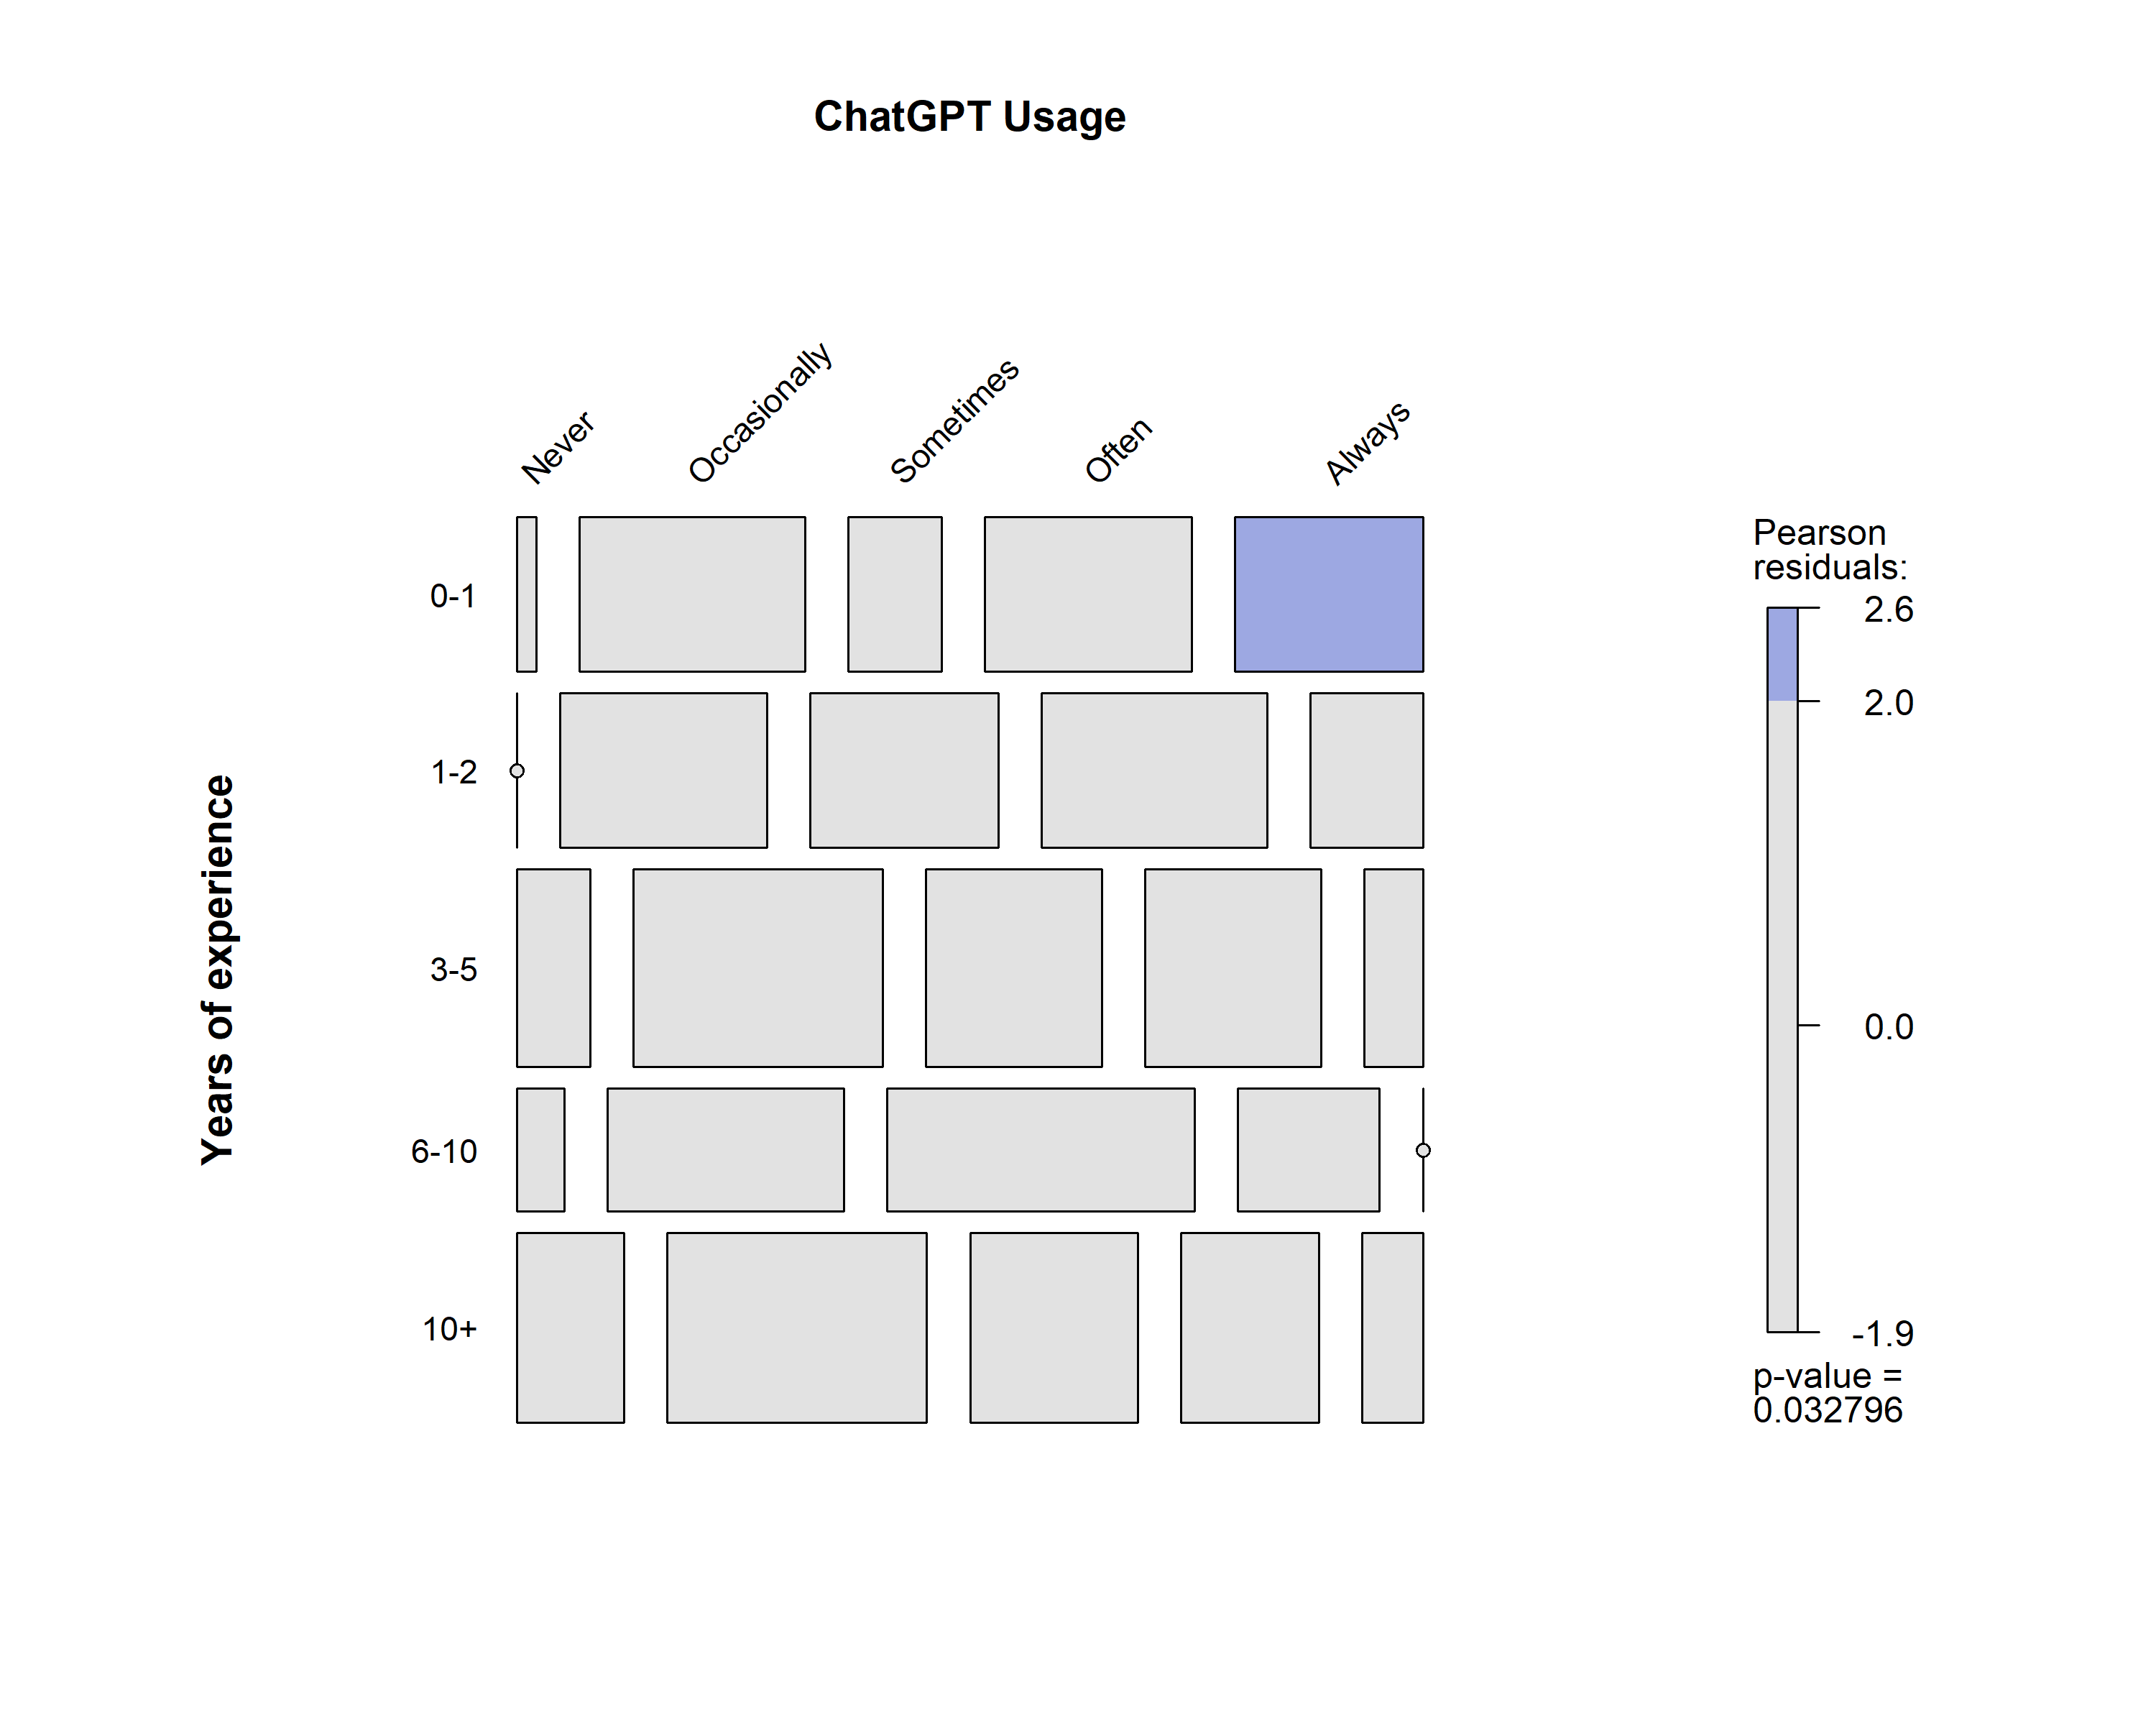 ChatGPT Usage
Never
Occasionally
Sometimes
Often
Always
Years of experience
0-1
1-2
3-5
6-10
10+
Pearson
residuals:
2.6
2.0
0.0
-1.9
p-value =
0.032796